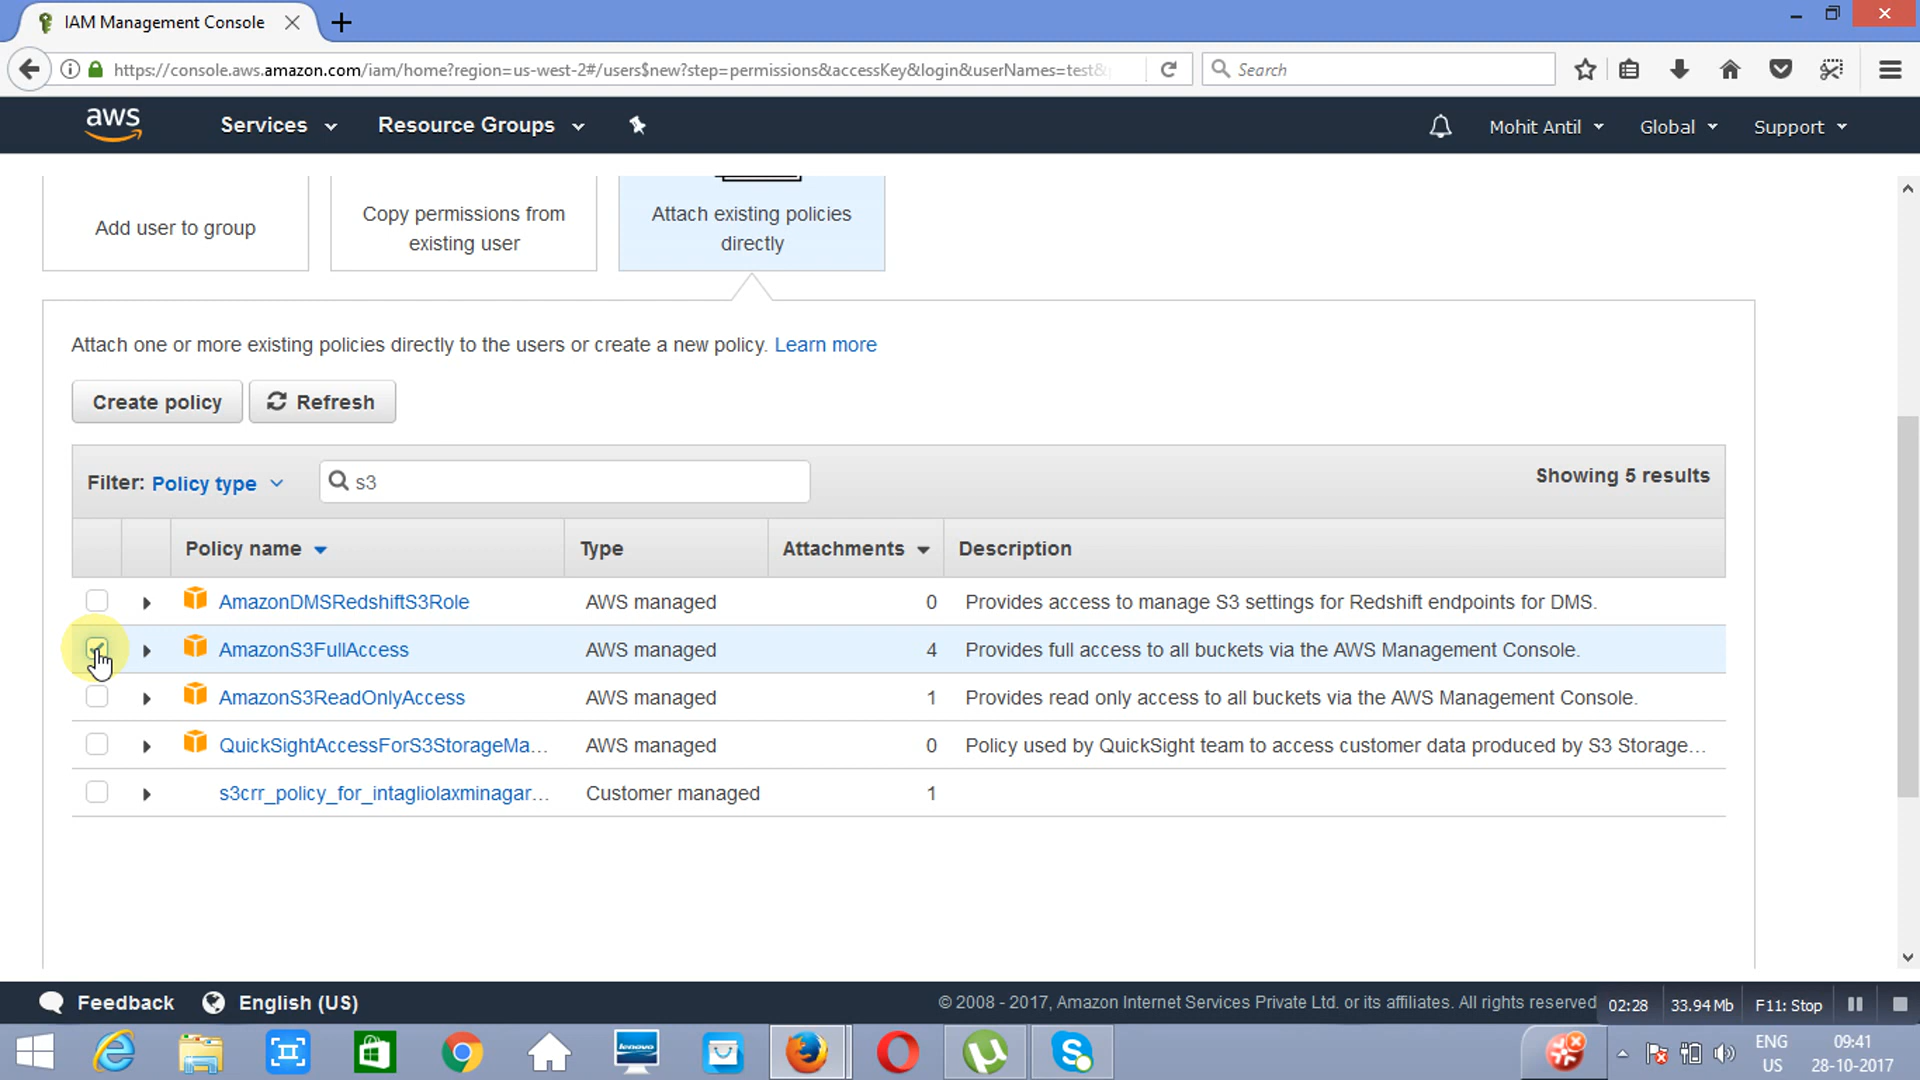 IAM Management Console
https://console.aws.amazon.com/iam/home?region=us-west-2#/users$new?step=permissions&accessKey&login&userNames=test&
Search
aws
Services
Resource Groups
Mohit Antil
Global
Support
Add user to group
Copy permissions from
existing user
Attach existing policies
directly
Attach one or more existing policies directly to the users or create a new policy. Learn more
Create policy
Refresh
Filter: Policy type
s3
Showing 5 results
Policy name
Type
Attachments
Description
AmazonDMSRedshiftS3Role AWS managed 0 Provides access to manage S3 settings for Redshift endpoints for DMS.
AmazonS3FullAccess AWS managed 4 Provides full access to all buckets via the AWS Management Console.
AmazonS3ReadOnlyAccess AWS managed 1 Provides read only access to all buckets via the AWS Management Console.
QuickSightAccessForS3StorageMa... AWS managed 0 Policy used by QuickSight team to access customer data produced by S3 Storage...
s3crr_policy_for_intagliolaxminagar... Customer managed 1
Feedback
English (US)
© 2008 - 2017, Amazon Internet Services Private Ltd. or its affiliates. All rights reserved
02:28
33.94 Mb
F11: Stop
lenovo
ENG
US
09:41
28-10-2017